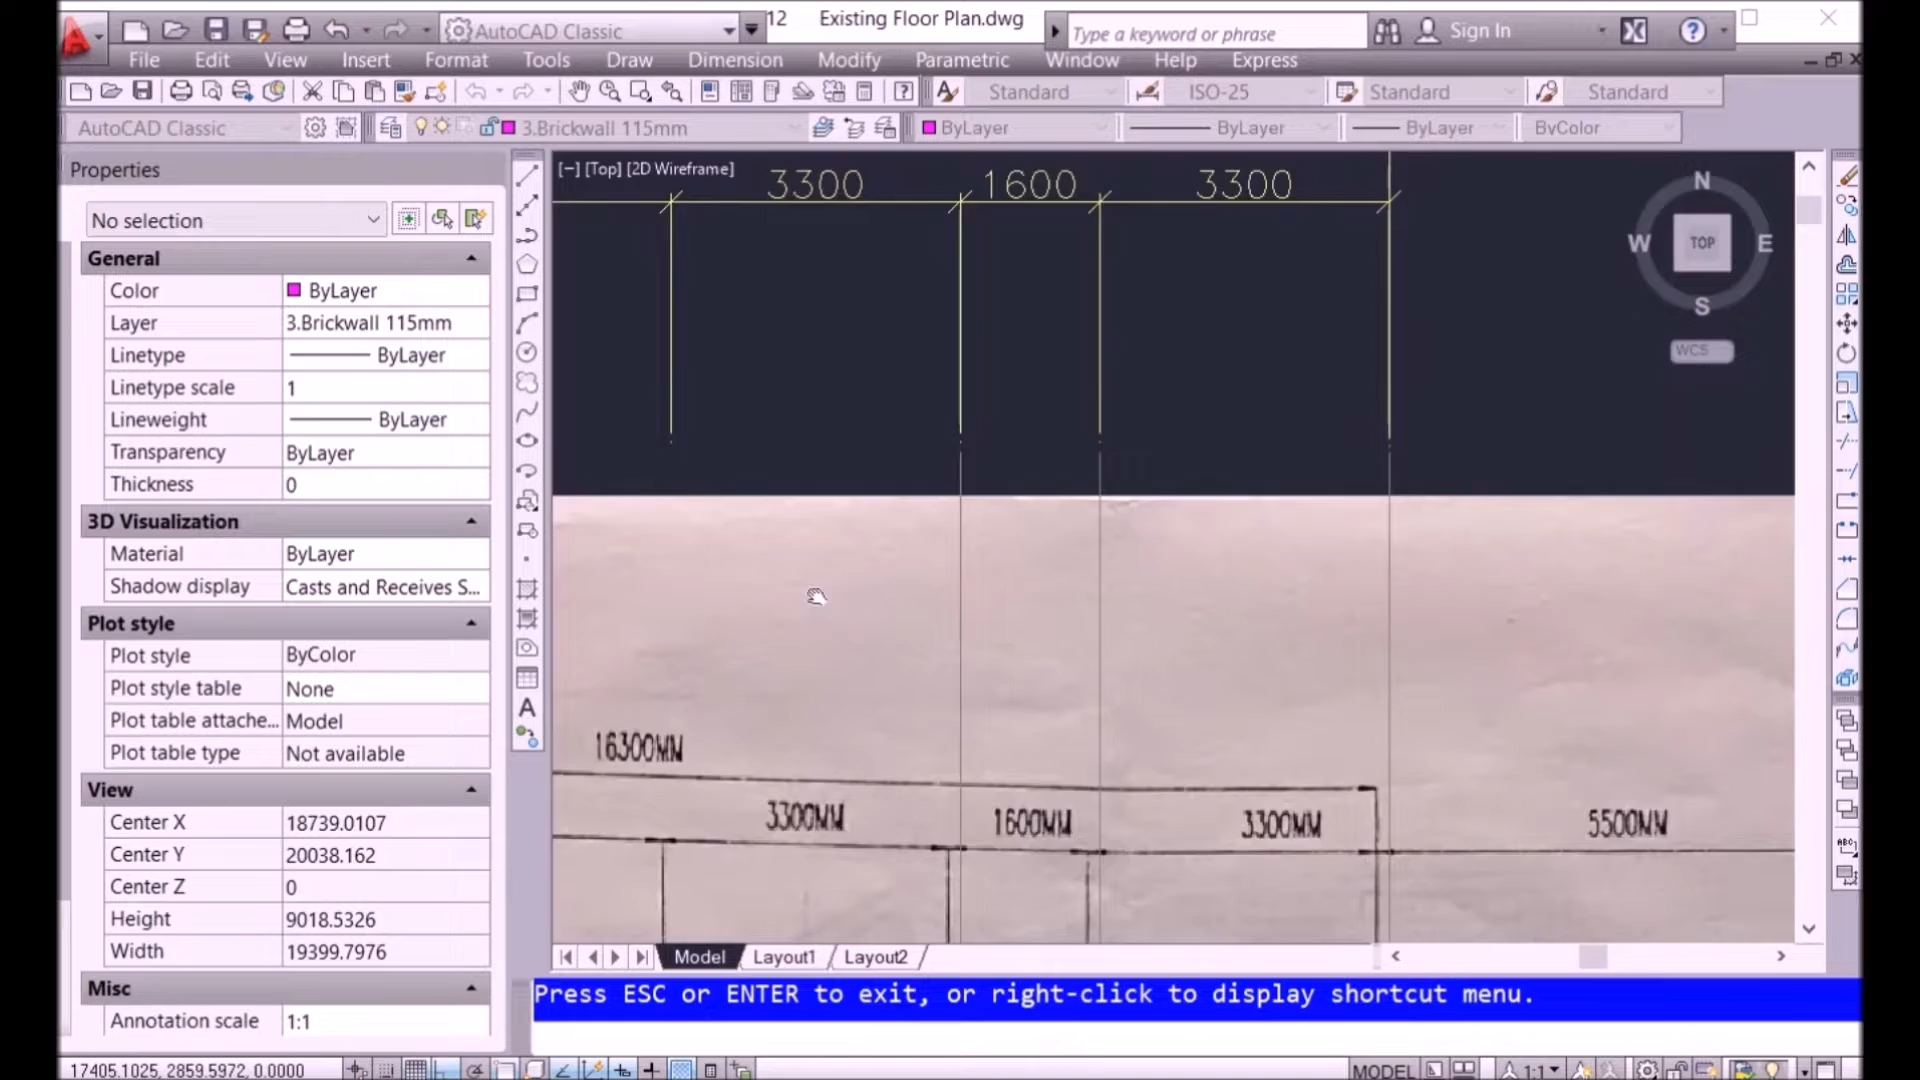 12 Existing Floor Plan.dwg
AutoCAD Classic
Type a keyword or phrase
Sign In
File Edit View Insert Format Tools Draw Dimension Modify Parametric Window Help Express
Standard ISO-25 Standard Standard
AutoCAD Classic 3.Brickwall 115mm ByLayer ByLayer ByLayer ByColor
Properties
No selection
General
Color ByLayer
Layer 3.Brickwall 115mm
Linetype ByLayer
Linetype scale 1
Lineweight ByLayer
Transparency ByLayer
Thickness 0
3D Visualization
Material ByLayer
Shadow display Casts and Receives S...
Plot style
Plot style ByColor
Plot style table None
Plot table attache... Model
Plot table type Not available
View
Center X 18739.0107
Center Y 20038.162
Center Z 0
Height 9018.5326
Width 19399.7976
Misc
Annotation scale 1:1
[−] [Top] [2D Wireframe]
3300 1600 3300
N
W TOP E
S
WCS
16300MM
3300MM 1600MM 3300MM 5500MM
Model Layout1 Layout2
Press ESC or ENTER to exit, or right-click to display shortcut menu.
17405.1025, 2859.5972, 0.0000 MODEL 1:1